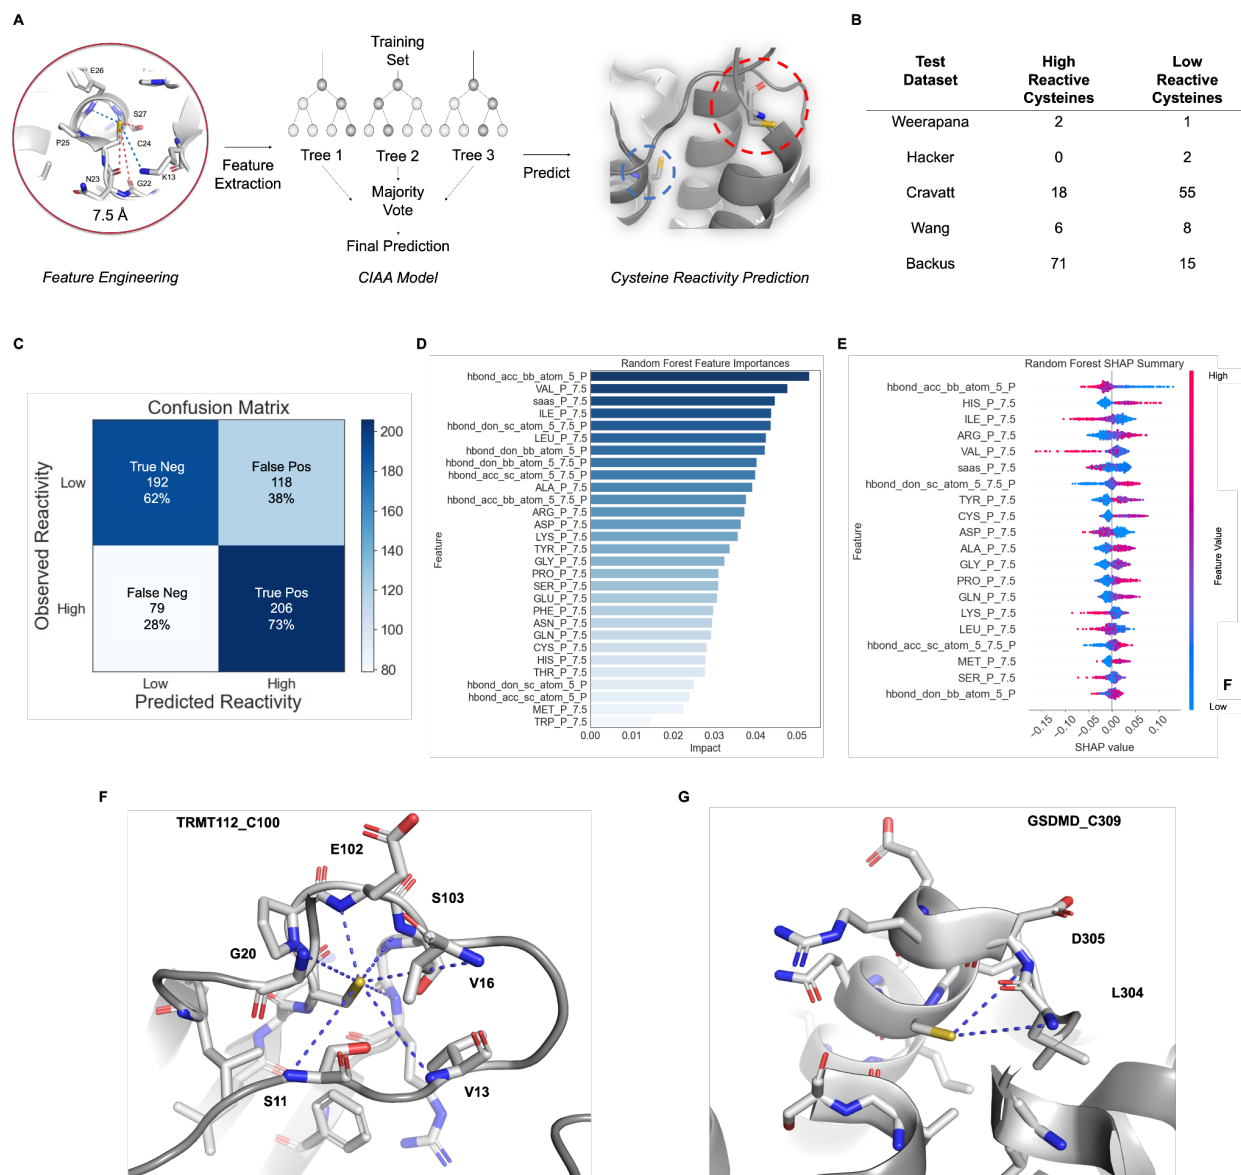 A
E26
S27
P25
C24
K13
N23
G22
7.5 Å
Feature Engineering
Feature
Extraction
Training
Set
Tree 1
Tree 2
Tree 3
Majority
Vote
Final Prediction
CIAA Model
Predict
Cysteine Reactivity Prediction
B
Test Dataset High Reactive Cysteines Low Reactive Cysteines
Weerapana 2 1
Hacker 0 2
Cravatt 18 55
Wang 6 8
Backus 71 15
C
Confusion Matrix
Observed Reactivity
Low
High
True Neg
192
62%
False Pos
118
38%
False Neg
79
28%
True Pos
206
73%
Low
High
Predicted Reactivity
200
180
160
140
120
100
80
D
Random Forest Feature Importances
Feature
hbond_acc_bb_atom_5_P
VAL_P_7.5
saas_P_7.5
ILE_P_7.5
hbond_don_sc_atom_5_7.5_P
LEU_P_7.5
hbond_don_bb_atom_5_P
hbond_don_bb_atom_5_7.5_P
hbond_acc_sc_atom_5_7.5_P
ALA_P_7.5
hbond_acc_bb_atom_5_7.5_P
ARG_P_7.5
ASP_P_7.5
LYS_P_7.5
TYR_P_7.5
GLY_P_7.5
PRO_P_7.5
SER_P_7.5
GLU_P_7.5
PHE_P_7.5
ASN_P_7.5
GLN_P_7.5
CYS_P_7.5
HIS_P_7.5
THR_P_7.5
hbond_don_sc_atom_5_P
hbond_acc_sc_atom_5_P
MET_P_7.5
TRP_P_7.5
0.00 0.01 0.02 0.03 0.04 0.05
Impact
E
Random Forest SHAP Summary
Feature
hbond_acc_bb_atom_5_P
HIS_P_7.5
ILE_P_7.5
ARG_P_7.5
VAL_P_7.5
saas_P_7.5
hbond_don_sc_atom_5_7.5_P
TYR_P_7.5
CYS_P_7.5
ASP_P_7.5
ALA_P_7.5
GLY_P_7.5
PRO_P_7.5
GLN_P_7.5
LYS_P_7.5
LEU_P_7.5
hbond_acc_sc_atom_5_7.5_P
MET_P_7.5
SER_P_7.5
hbond_don_bb_atom_5_P
−0.15 −0.10 −0.05 0.00 0.05 0.10
SHAP value
High
Feature Value
Low
F
F
TRMT112_C100
E102
S103
G20
V16
S11
V13
G
GSDMD_C309
D305
L304